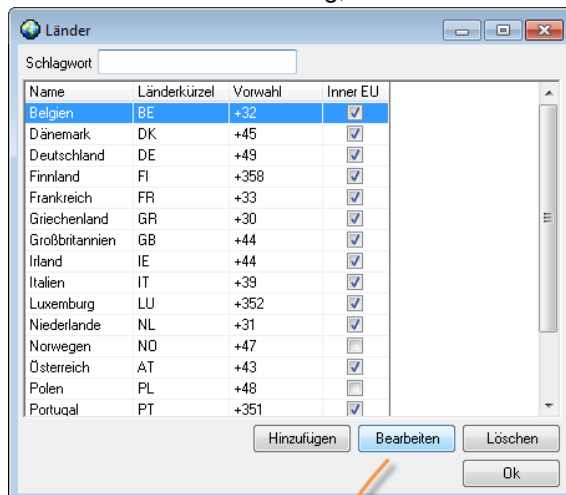 Länder
Schlagwort
Name Länderkürzel Vorwahl Inner EU
Belgien BE +32
Dänemark DK +45
Deutschland DE +49
Finnland FI +358
Frankreich FR +33
Griechenland GR +30
Großbritannien GB +44
Irland IE +44
Italien IT +39
Luxemburg LU +352
Niederlande NL +31
Norwegen NO +47
Österreich AT +43
Polen PL +48
Portugal PT +351
Hinzufügen Bearbeiten Löschen
Ok